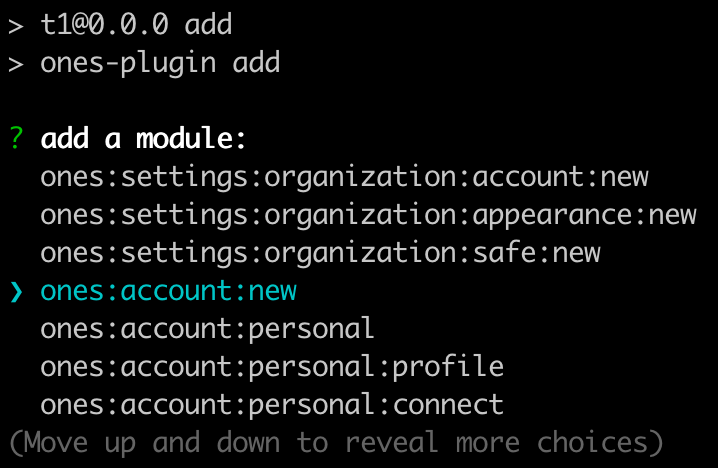 > t1@0.0.0 add
> ones-plugin add
? add a module:
ones:settings:organization:account:new
ones:settings:organization:appearance:new
ones:settings:organization:safe:new
❯ ones:account:new
ones:account:personal
ones:account:personal:profile
ones:account:personal:connect
(Move up and down to reveal more choices)